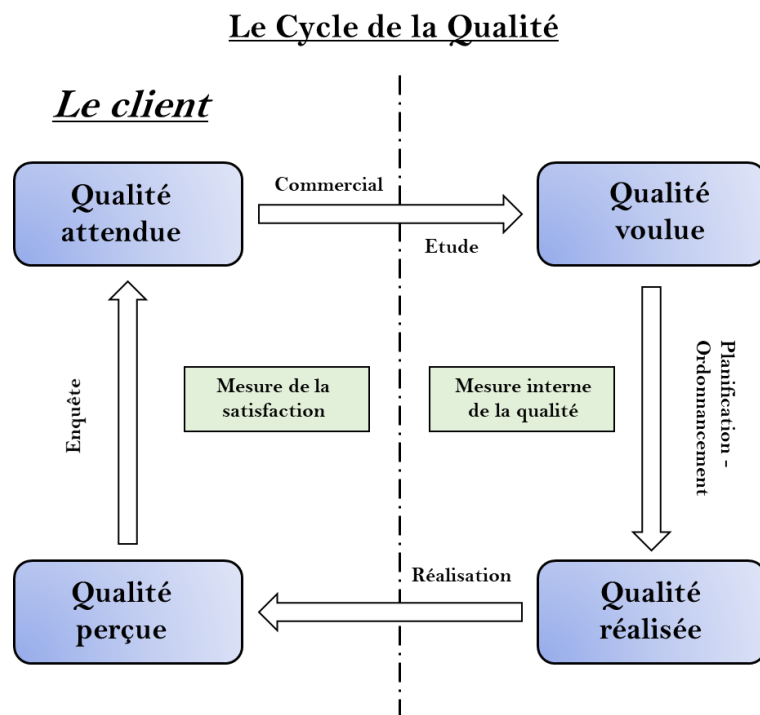 Le Cycle de la Qualité
Le client
Qualité
attendue
Commercial
Etude
Qualité
voulue
Enquête
Mesure de la
satisfaction
Mesure interne
de la qualité
Planification -
Ordonnancement
Qualité
perçue
Réalisation
Qualité
réalisée